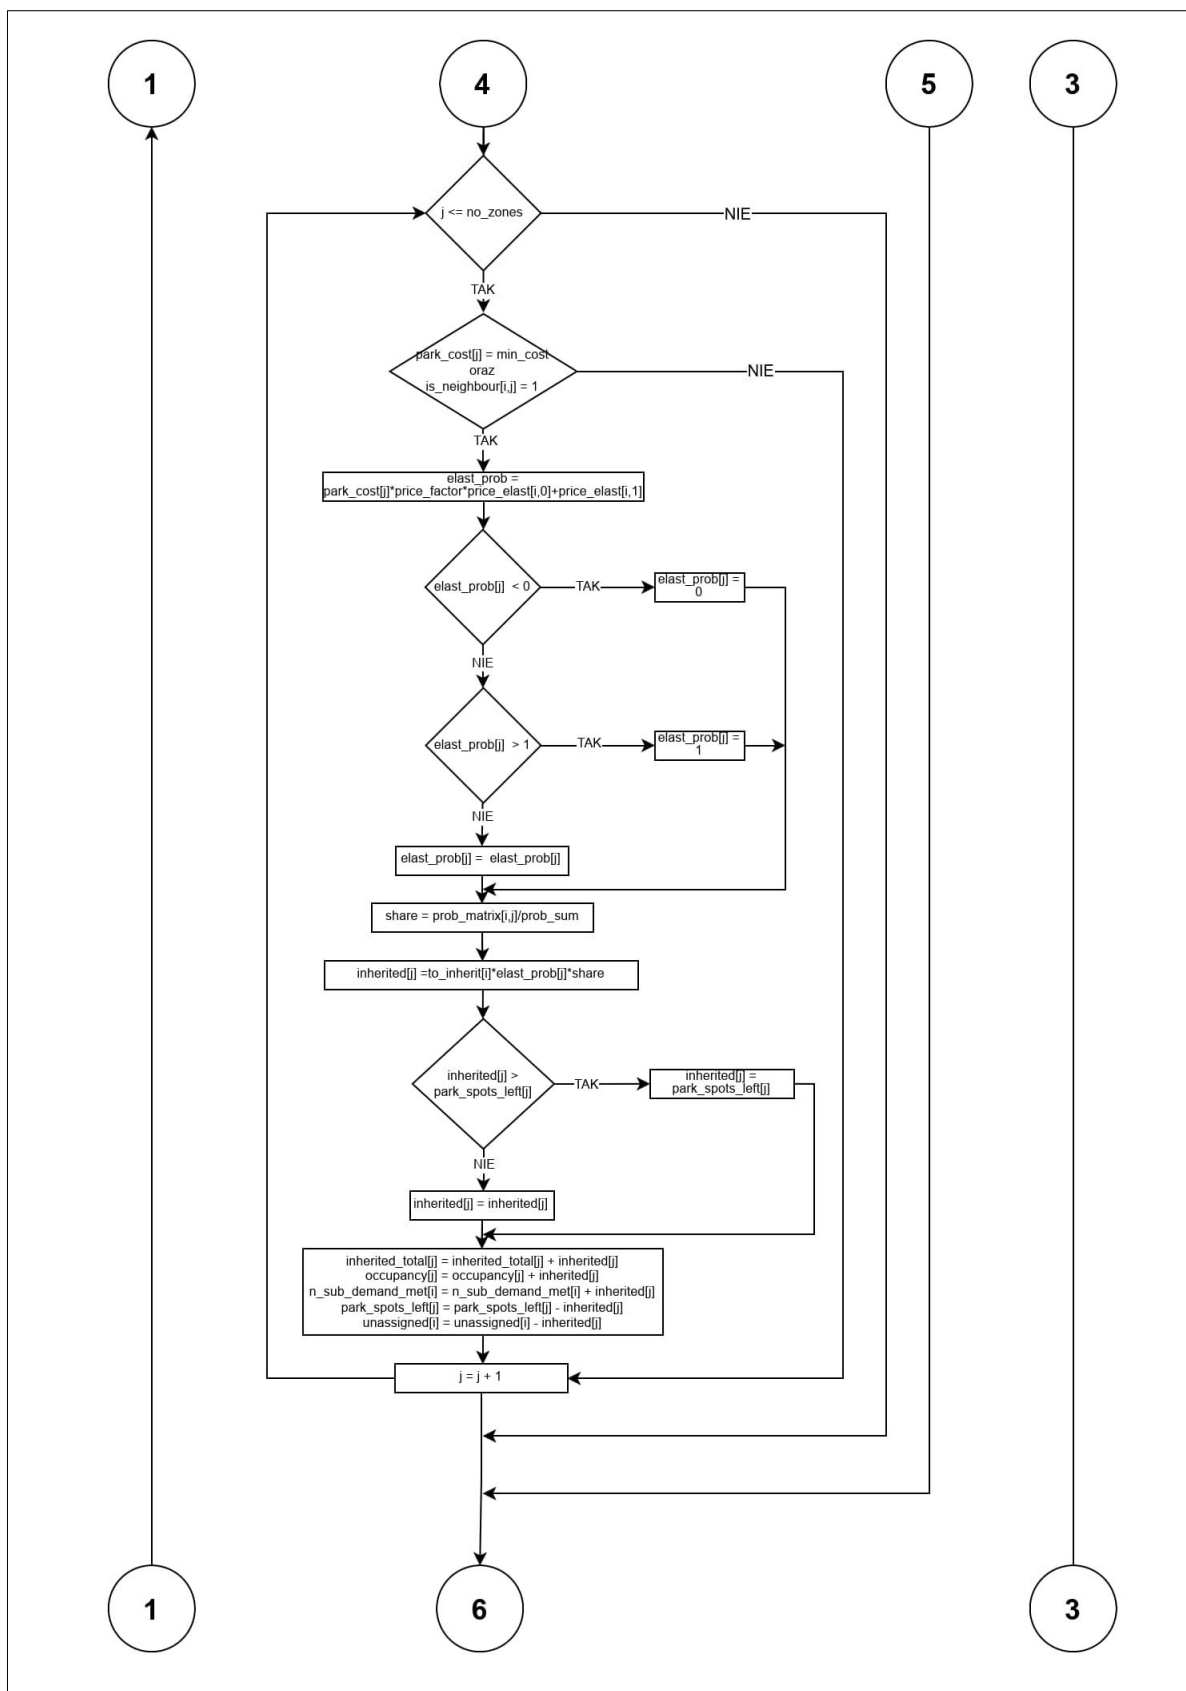 1
4
5
3
j <= no_zones
NIE
TAK
park_cost[j] = min_cost
oraz
is_neighbour[i,j] = 1
NIE
TAK
elast_prob =
park_cost[j]*price_factor*price_elast[i,0]+price_elast[i,1]
elast_prob[j] < 0
TAK
elast_prob[j] =
0
NIE
elast_prob[j] > 1
TAK
elast_prob[j] =
1
NIE
elast_prob[j] = elast_prob[j]
share = prob_matrix[i,j]/prob_sum
inherited[j] =to_inherit[i]*elast_prob[j]*share
inherited[j] >
park_spots_left[j]
TAK
inherited[j] =
park_spots_left[j]
NIE
inherited[j] = inherited[j]
inherited_total[j] = inherited_total[j] + inherited[j]
occupancy[j] = occupancy[j] + inherited[j]
n_sub_demand_met[i] = n_sub_demand_met[i] + inherited[j]
park_spots_left[j] = park_spots_left[j] - inherited[j]
unassigned[i] = unassigned[i] - inherited[j]
j = j + 1
1
6
3